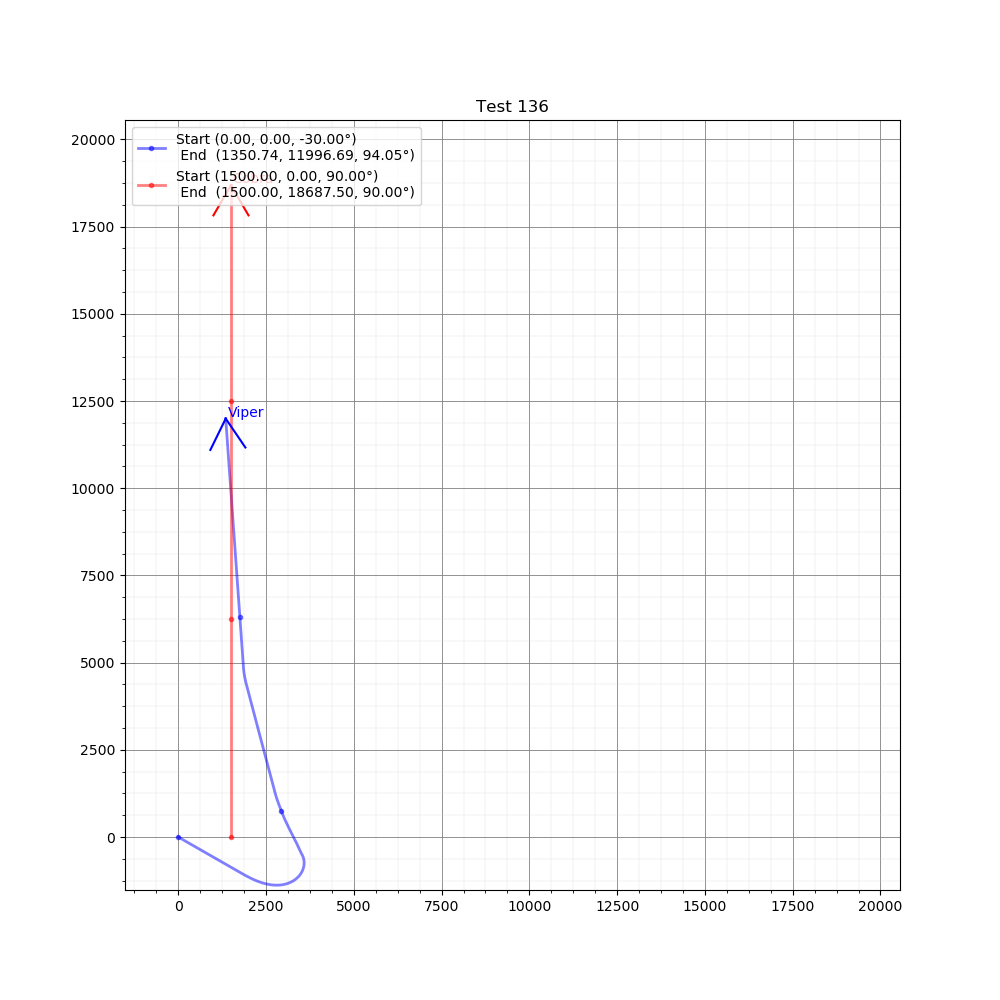 Test 136
Start (0.00, 0.00, -30.00°)
End (1350.74, 11996.69, 94.05°)
Start (1500.00, 0.00, 90.00°)
End (1500.00, 18687.50, 90.00°)
20000
17500
15000
12500
10000
7500
5000
2500
0
Viper
0 2500 5000 7500 10000 12500 15000 17500 20000